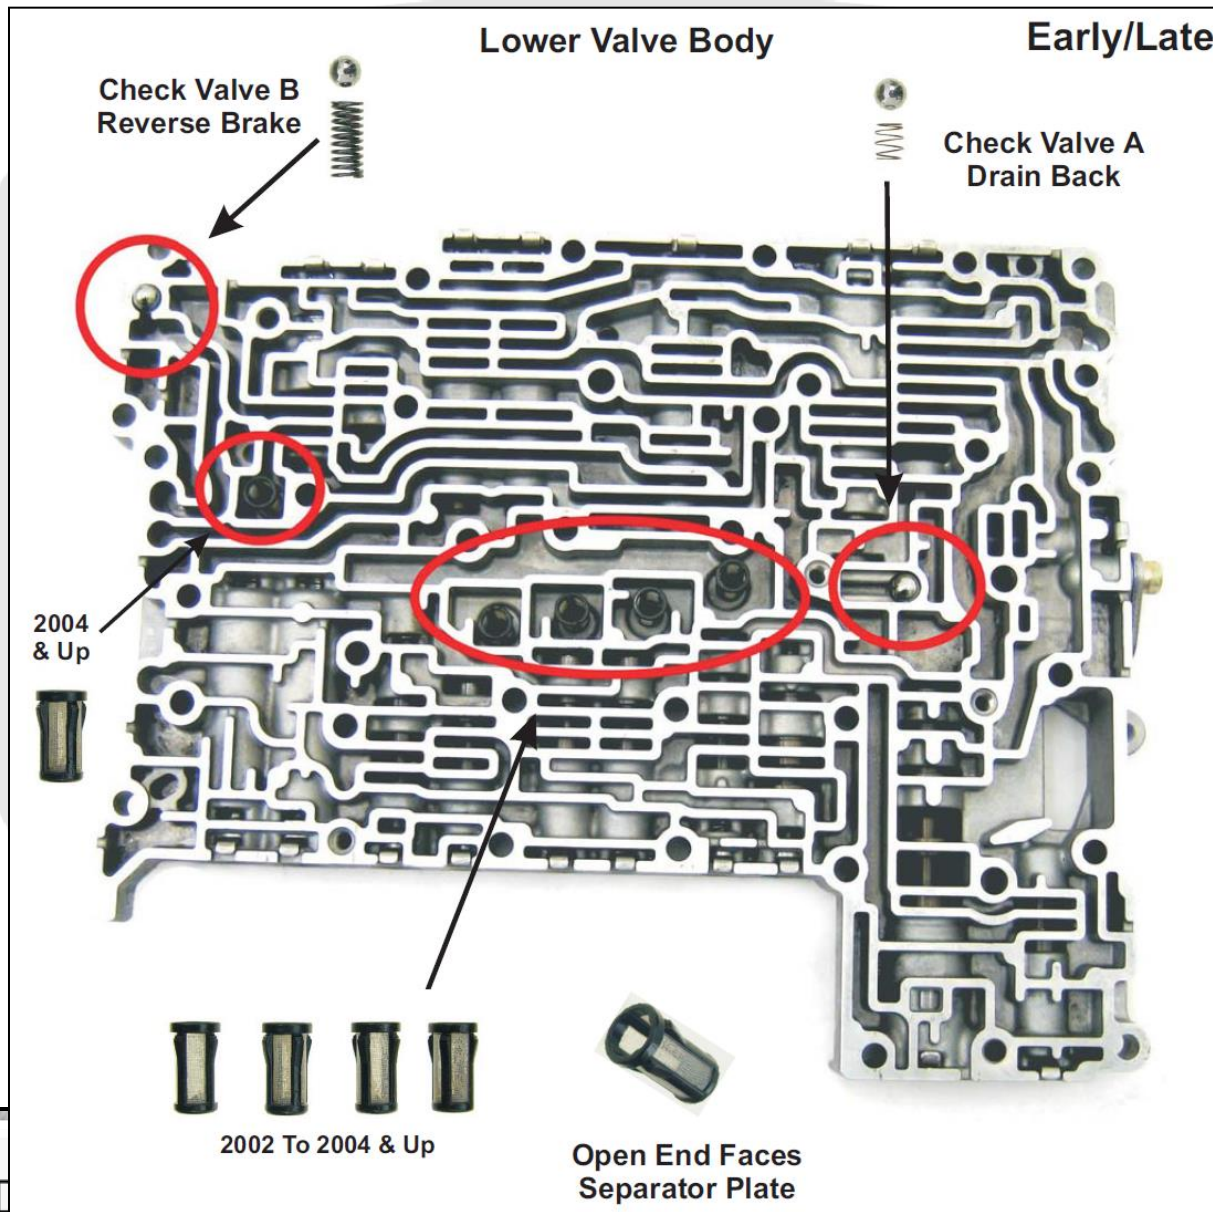 Lower Valve Body
Early/Late
Check Valve B
Reverse Brake
Check Valve A
Drain Back
2004
& Up
2002 To 2004 & Up
Open End Faces
Separator Plate